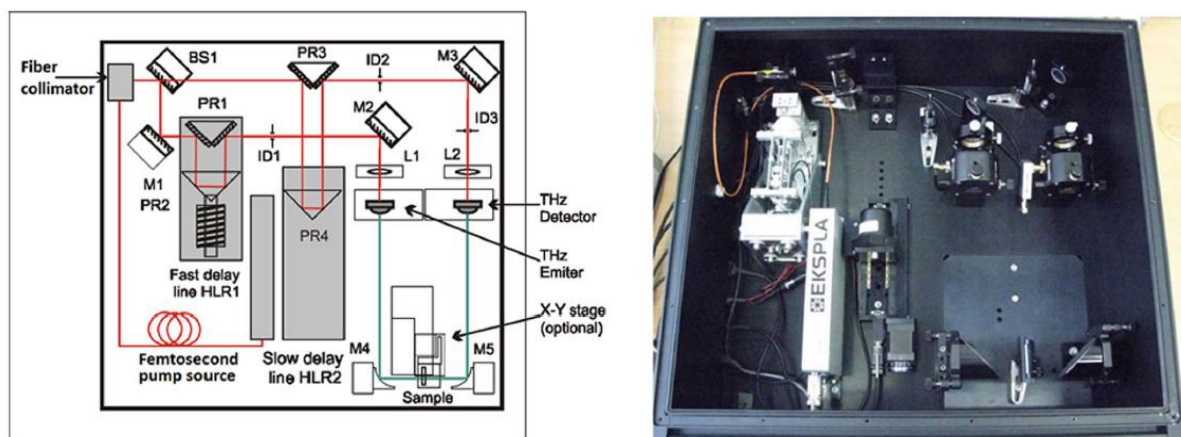 Fiber
collimator
BS1
PR3
ID2
M3
PR1
M2
ID3
ID1
L1
L2
M1
PR2
THz
Detector
PR4
THz
Emiter
Fast delay
line HLR1
X-Y stage
(optional)
Femtosecond
pump source
Slow delay
line HLR2
M4
M5
Sample
EKSPLA